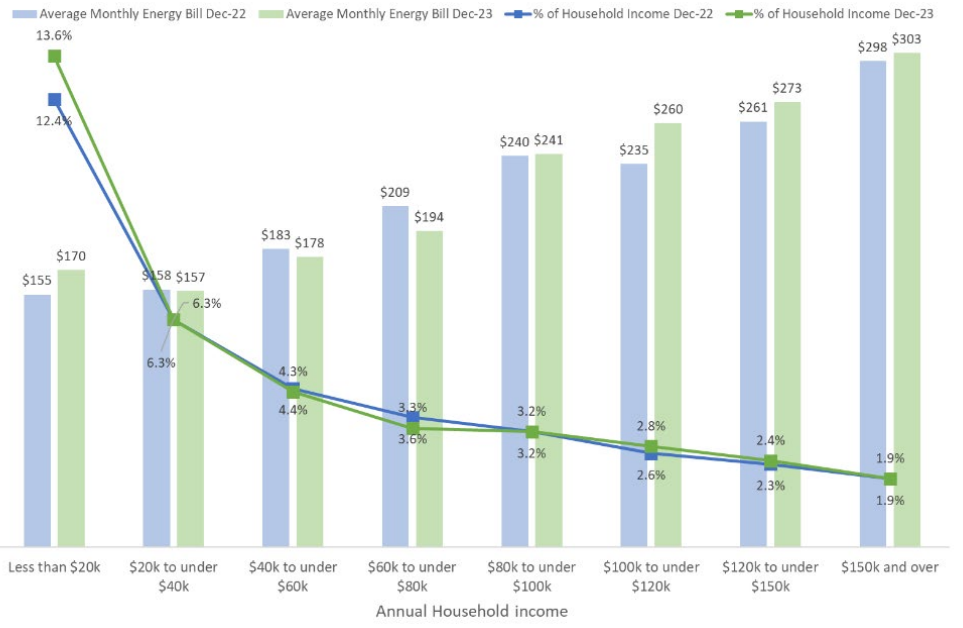 Average Monthly Energy Bill Dec-22 Average Monthly Energy Bill Dec-23 % of Household Income Dec-22 % of Household Income Dec-23
13.6%
12.4%
$155
$170
$158
$157
6.3%
6.3%
$183
$178
4.3%
4.4%
$209
$194
3.3%
3.6%
$240
$241
3.2%
3.2%
$235
$260
2.8%
2.6%
$261
$273
2.4%
2.3%
$298
$303
1.9%
1.9%
Less than $20k
$20k to under
$40k
$40k to under
$60k
$60k to under
$80k
$80k to under
$100k
$100k to under
$120k
$120k to under
$150k
$150k and over
Annual Household income